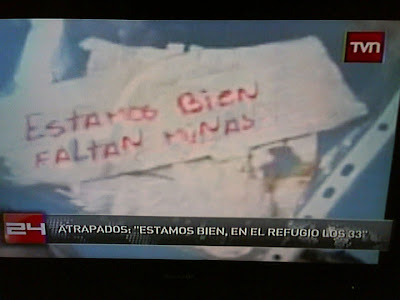 TVN
ESTAMOS BIEN
FALTAN MINAS
24
ATRAPADOS: "ESTAMOS BIEN, EN EL REFUGIO LOS 33"